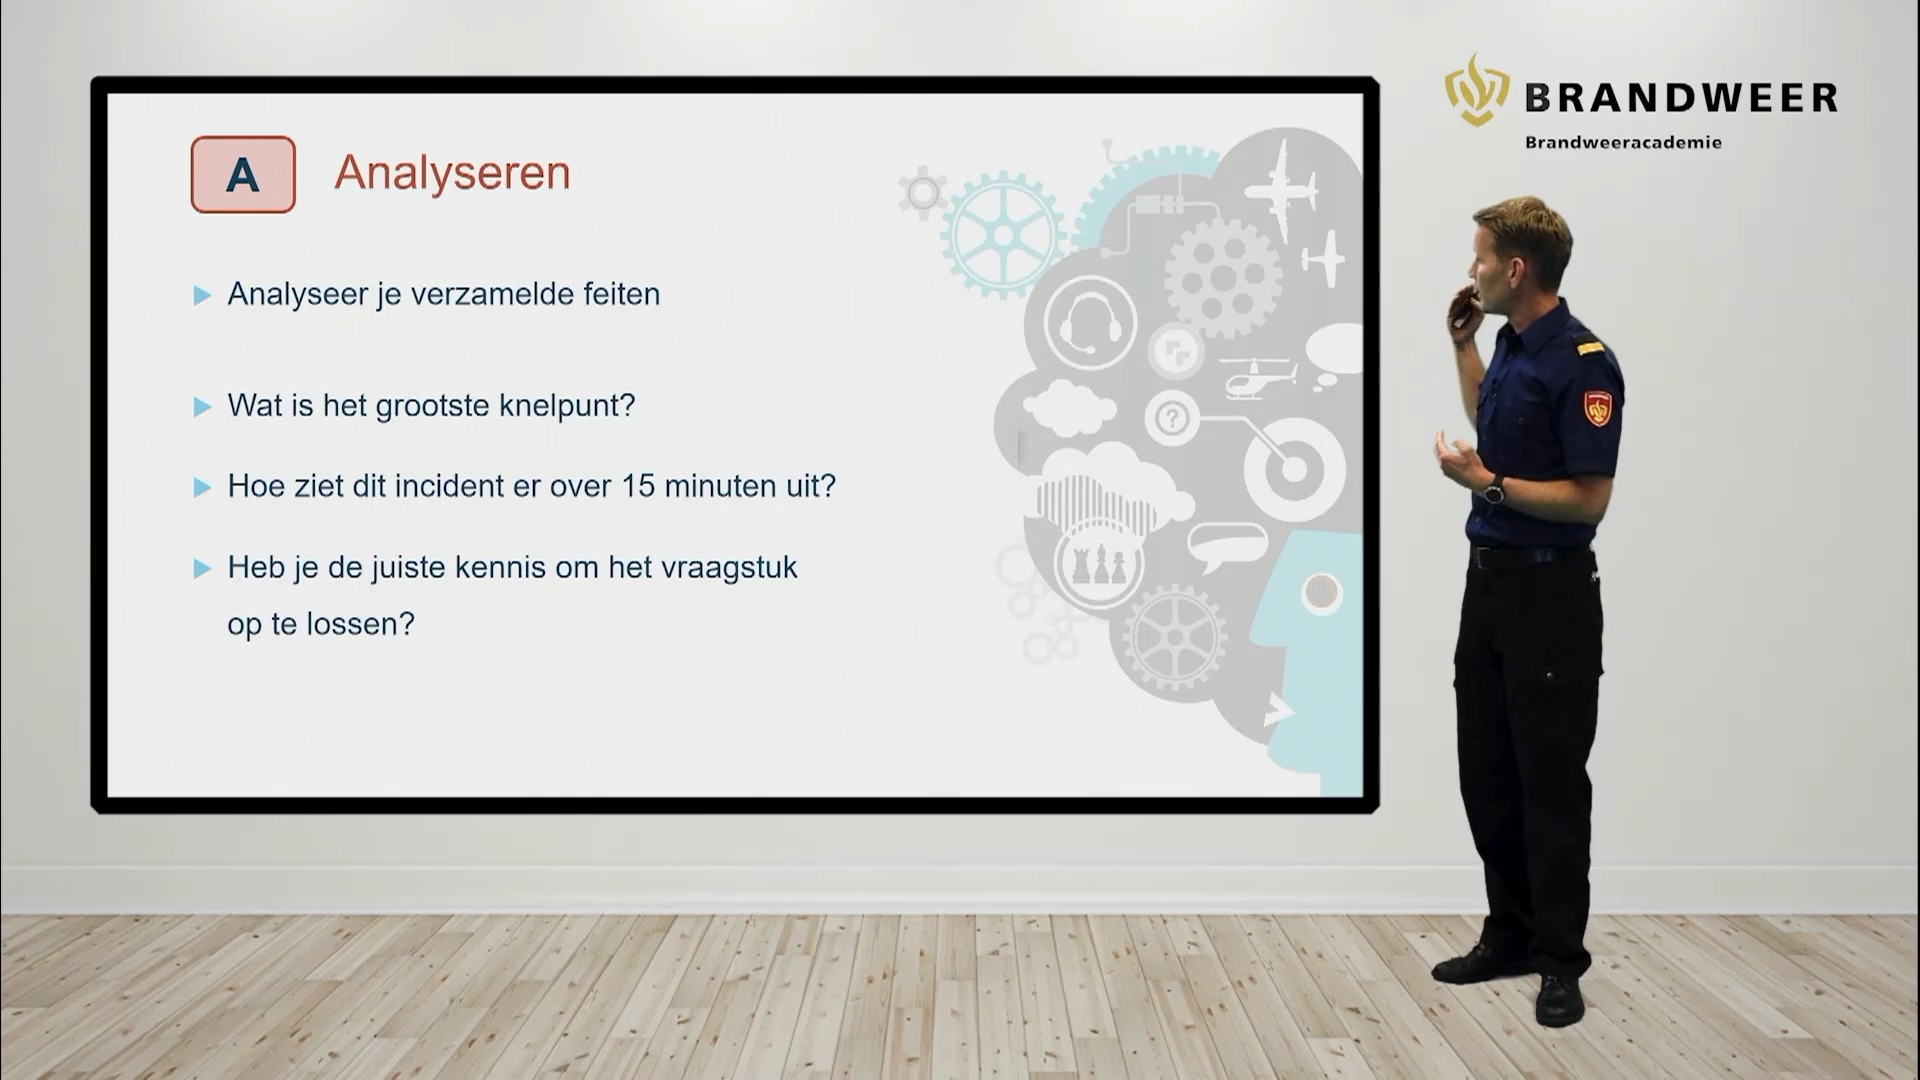 BRANDWEER
Brandweeracademie
A Analyseren
Analyseer je verzamelde feiten
Wat is het grootste knelpunt?
Hoe ziet dit incident er over 15 minuten uit?
Heb je de juiste kennis om het vraagstuk
op te lossen?
?